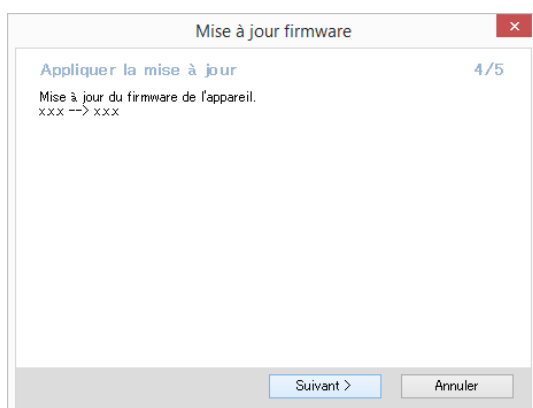 Mise à jour firmware
×
Appliquer la mise à jour 4/5
Mise à jour du firmware de l'appareil.
xxx --> xxx
Suivant > Annuler